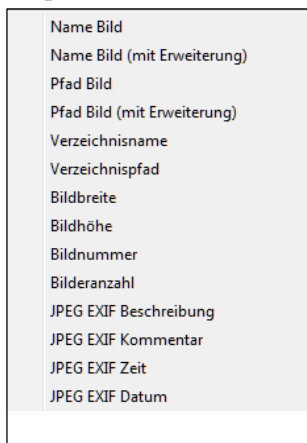 Name Bild
Name Bild (mit Erweiterung)
Pfad Bild
Pfad Bild (mit Erweiterung)
Verzeichnisname
Verzeichnispfad
Bildbreite
Bildhöhe
Bildnummer
Bilderanzahl
JPEG EXIF Beschreibung
JPEG EXIF Kommentar
JPEG EXIF Zeit
JPEG EXIF Datum